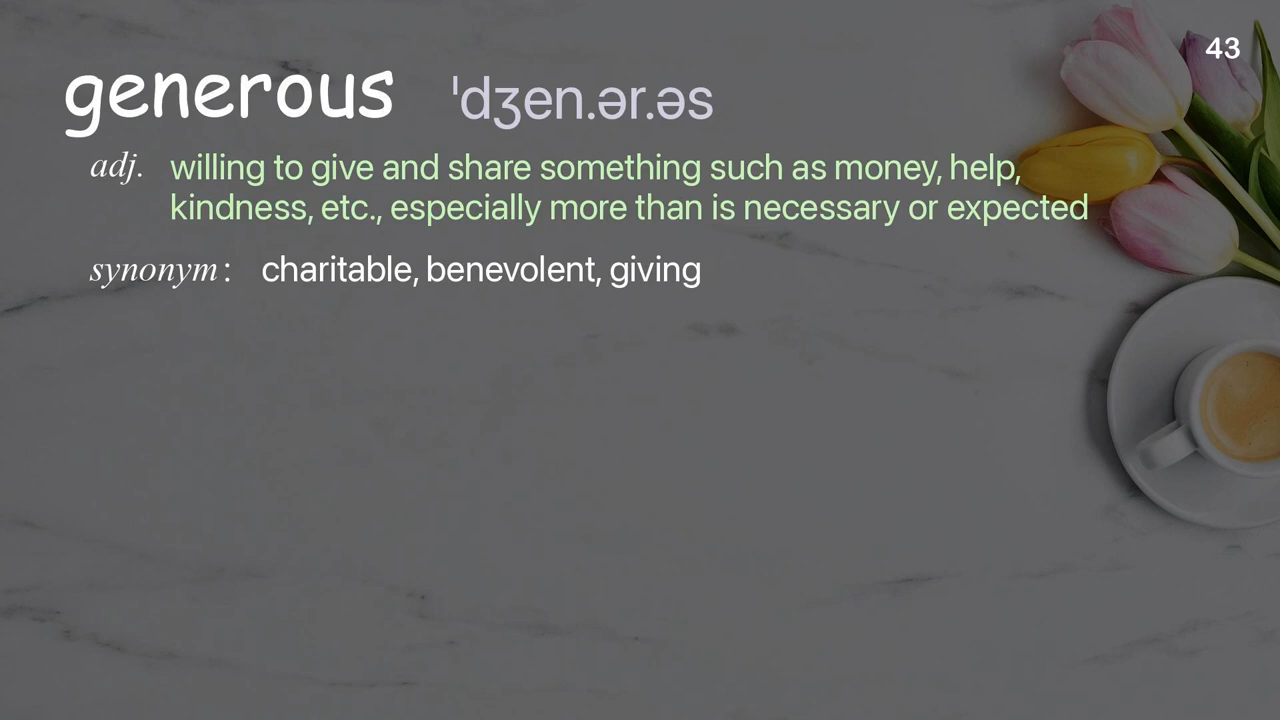 43
generous ˈdʒen.ər.əs
adj. willing to give and share something such as money, help,
kindness, etc., especially more than is necessary or expected
synonym : charitable, benevolent, giving